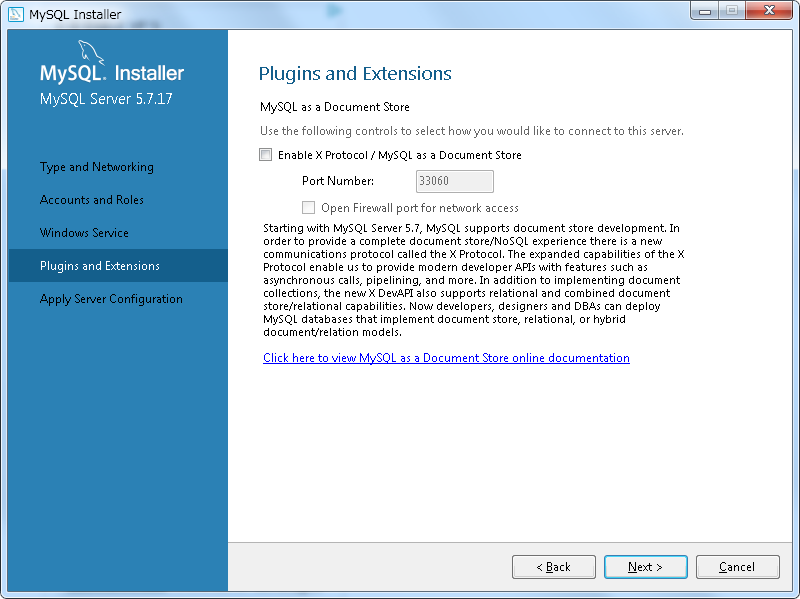 MySQL Installer
MySQL. Installer
MySQL Server 5.7.17
Type and Networking
Accounts and Roles
Windows Service
Plugins and Extensions
Apply Server Configuration
Plugins and Extensions
MySQL as a Document Store
Use the following controls to select how you would like to connect to this server.
Enable X Protocol / MySQL as a Document Store
Port Number: 33060
Open Firewall port for network access
Starting with MySQL Server 5.7, MySQL supports document store development. In
order to provide a complete document store/NoSQL experience there is a new
communications protocol called the X Protocol. The expanded capabilities of the X
Protocol enable us to provide modern developer APIs with features such as
asynchronous calls, pipelining, and more. In addition to implementing document
collections, the new X DevAPI also supports relational and combined document
store/relational capabilities. Now developers, designers and DBAs can deploy
MySQL databases that implement document store, relational, or hybrid
document/relation models.
Click here to view MySQL as a Document Store online documentation
< Back Next > Cancel